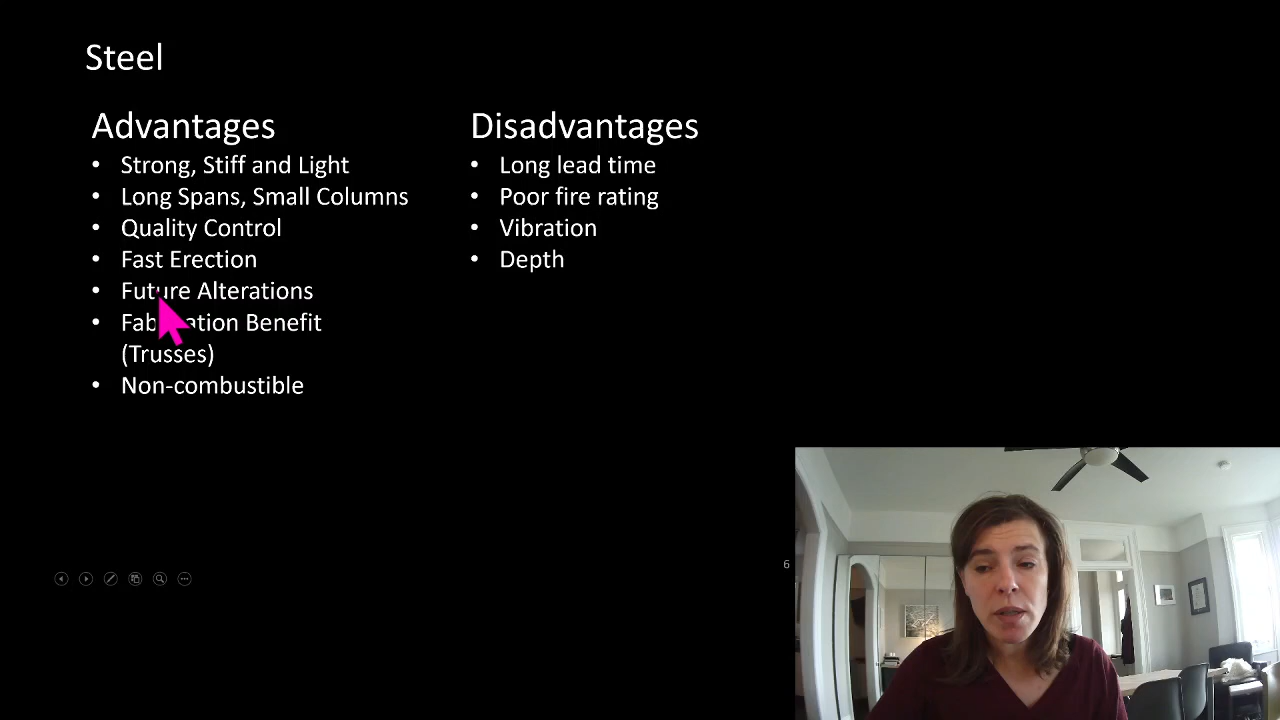 Steel
Advantages
• Strong, Stiff and Light
• Long Spans, Small Columns
• Quality Control
• Fast Erection
• Future Alterations
• Fabrication Benefit
(Trusses)
• Non-combustible
Disadvantages
• Long lead time
• Poor fire rating
• Vibration
• Depth
6